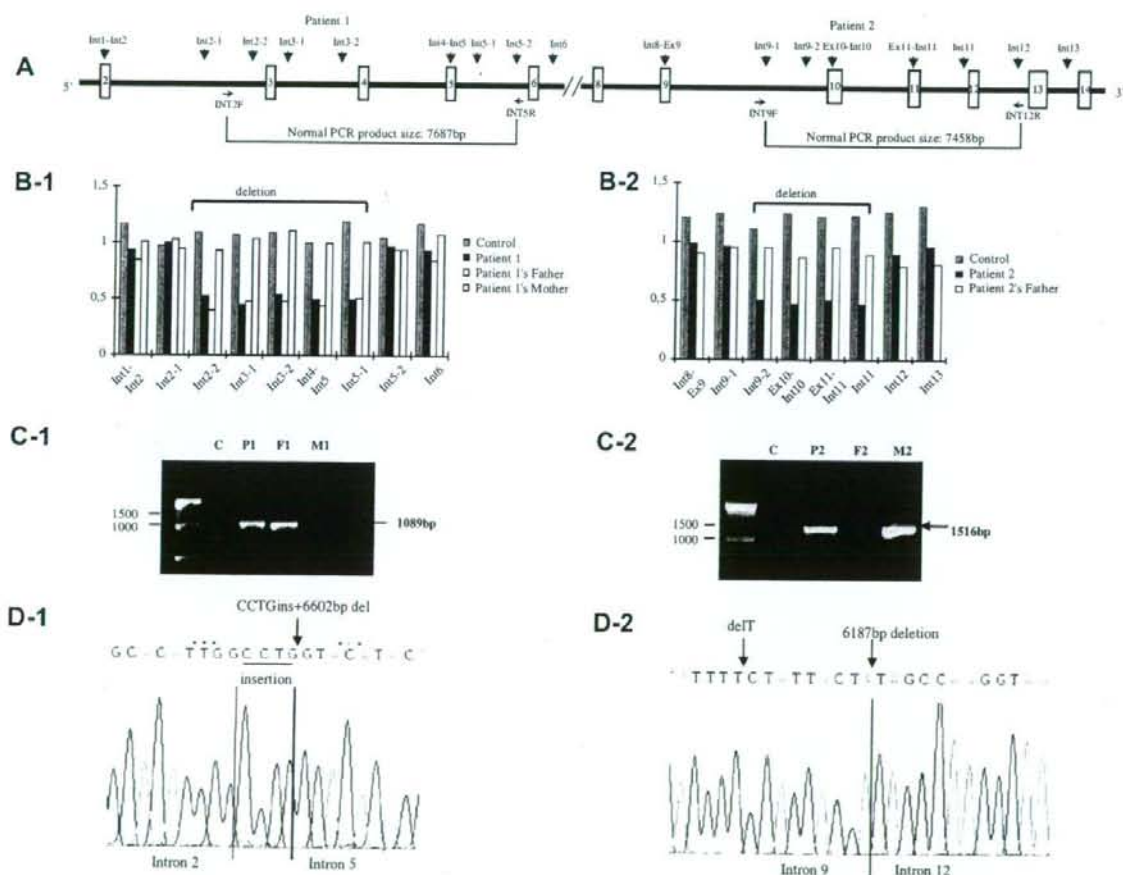 Patient 1
Patient 2
Int1-Int2 Int2-1 Int2-2 Int3-1 Int3-2 Int4-Int5 Int5-1 Int5-2 Int6 Int8-Ex9 Int9-1 Int9-2 Ex10-Int10 Ex11-Int11 Int11 Int12 Int13
A
5' 2 3 4 5 6 8 9 10 11 12 13 14 3'
INT2F INT5R INT9F INT12R
Normal PCR product size: 7687bp
Normal PCR product size: 7458bp
B-1
1,5
1
0,5
0
deletion
Control
Patient 1
Patient 1's Father
Patient 1's Mother
Int1-Int2 Int2-1 Int2-2 Int3-1 Int3-2 Int4-Int5 Int5-1 Int5-2 Int6
B-2
1,5
1
0,5
0
deletion
Control
Patient 2
Patient 2's Father
Int8-Ex9 Int9-1 Int9-2 Ex10-Int10 Ex11-Int11 Int11 Int12 Int13
C-1
C P1 F1 M1
1500
1000
1089bp
C-2
C P2 F2 M2
1500
1000
1516bp
D-1
CCTGins+6602bp del
GC-C-TTGGCCTGGT-C-T-C
insertion
Intron 2 Intron 5
D-2
delT
6187bp deletion
TTTTCT-TT-CT-T-GCC-GGT
Intron 9 Intron 12